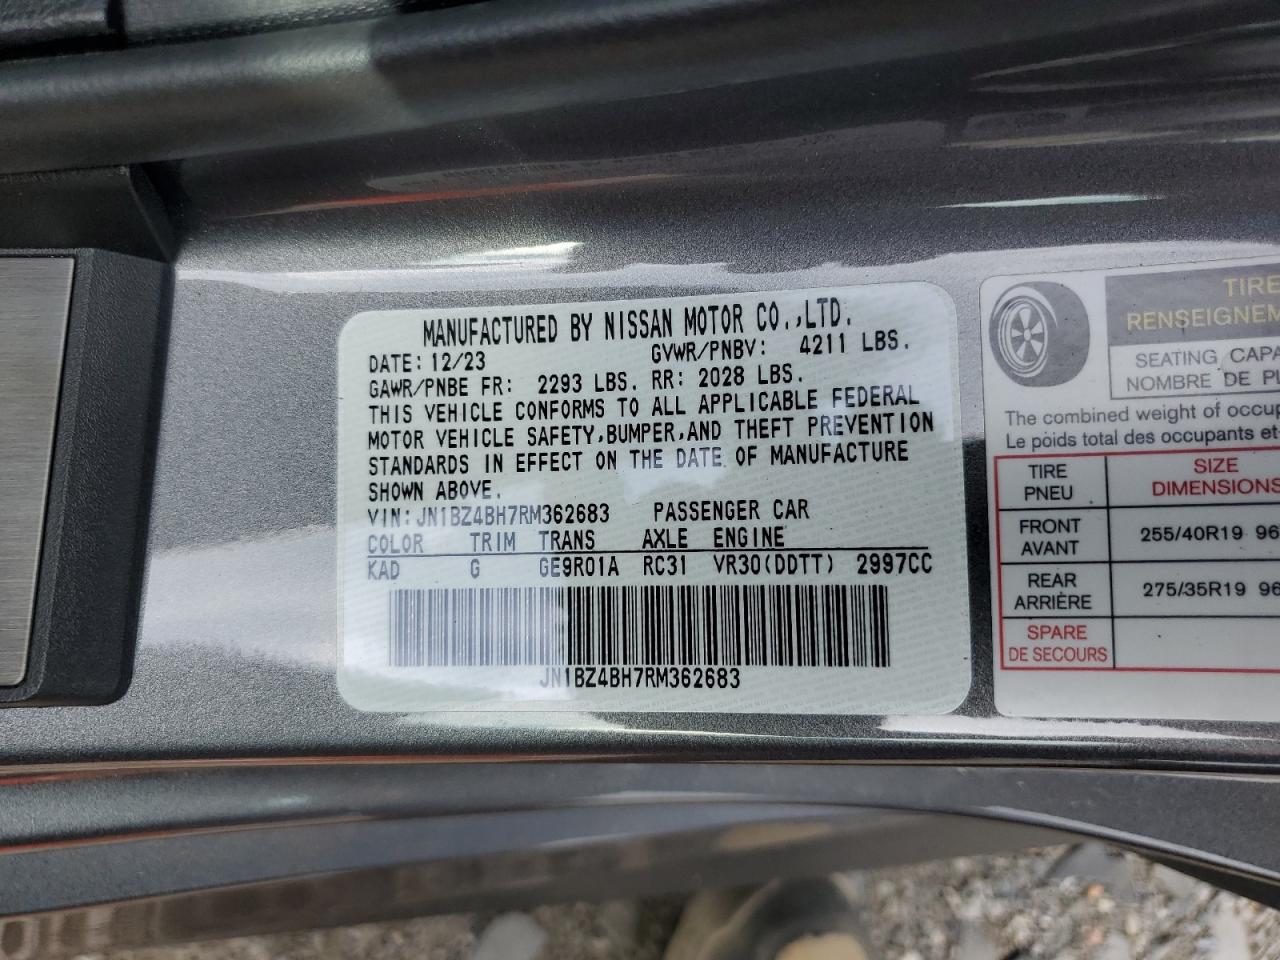 MANUFACTURED BY NISSAN MOTOR CO.,LTD.
DATE: 12/23 GVWR/PNBV: 4211 LBS.
GAWR/PNBE FR: 2293 LBS. RR: 2028 LBS.
THIS VEHICLE CONFORMS TO ALL APPLICABLE FEDERAL
MOTOR VEHICLE SAFETY,BUMPER,AND THEFT PREVENTION
STANDARDS IN EFFECT ON THE DATE OF MANUFACTURE
SHOWN ABOVE.
VIN: JN1BZ4BH7RM362683 PASSENGER CAR
COLOR TRIM TRANS AXLE ENGINE
KAD G GE9R01A RC31 VR30(DDTT) 2997CC
JN1BZ4BH7RM362683
TIRE
RENSEIGNEM
SEATING CAPA
NOMBRE DE PL
The combined weight of occup
Le poids total des occupants et
TIRE SIZE
PNEU DIMENSIONS
FRONT
AVANT 255/40R19 96
REAR
ARRIÈRE 275/35R19 96
SPARE
DE SECOURS